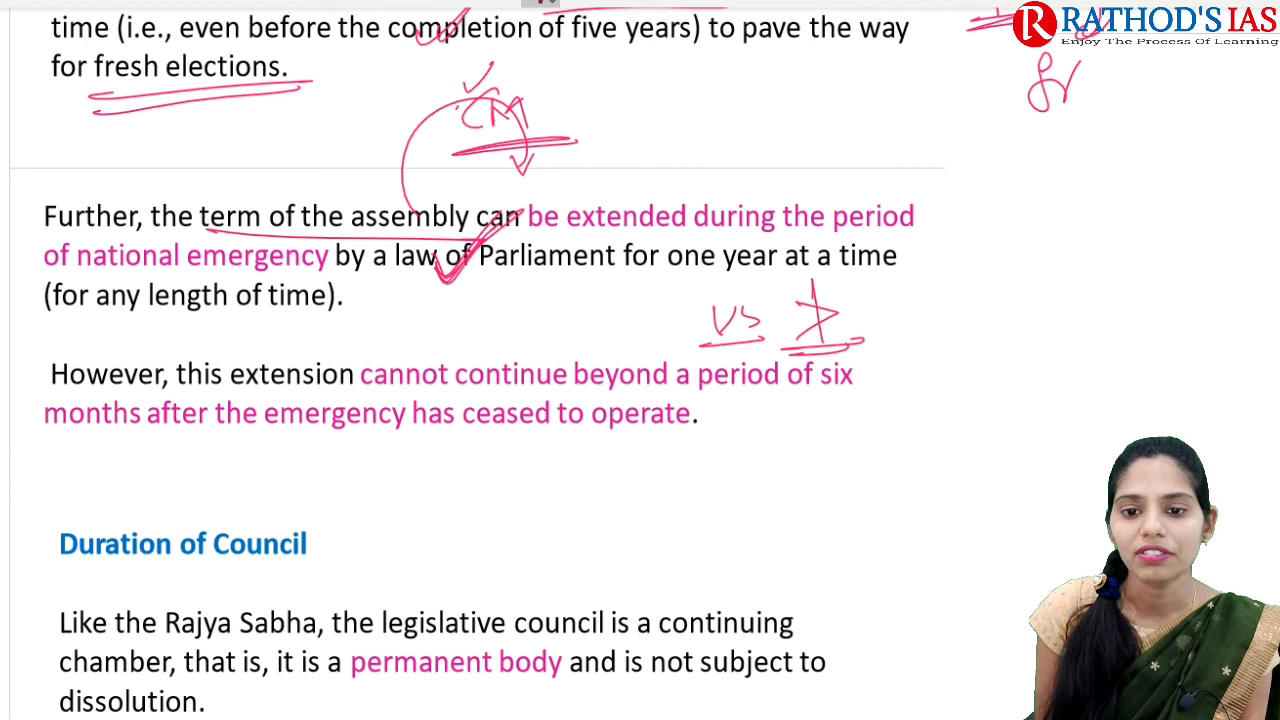 time (i.e., even before the completion of five years) to pave the way
for fresh elections.
RATHOD'S IAS
Enjoy The Process Of Learning
CM
Further, the term of the assembly can be extended during the period
of national emergency by a law of Parliament for one year at a time
(for any length of time).
VS
However, this extension cannot continue beyond a period of six
months after the emergency has ceased to operate.
Duration of Council
Like the Rajya Sabha, the legislative council is a continuing
chamber, that is, it is a permanent body and is not subject to
dissolution.